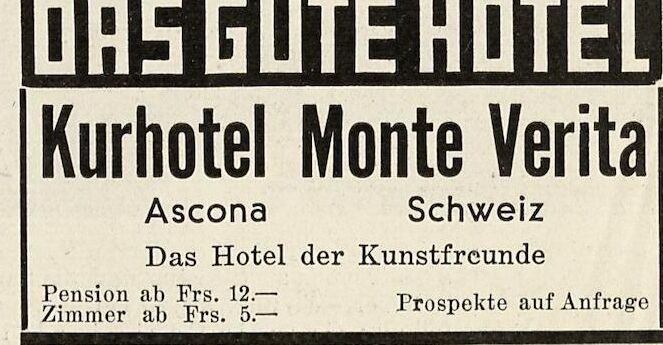 DAS GUTE HOTEL
Kurhotel Monte Verita
Ascona Schweiz
Das Hotel der Kunstfreunde
Pension ab Frs. 12.—
Zimmer ab Frs. 5.—
Prospekte auf Anfrage